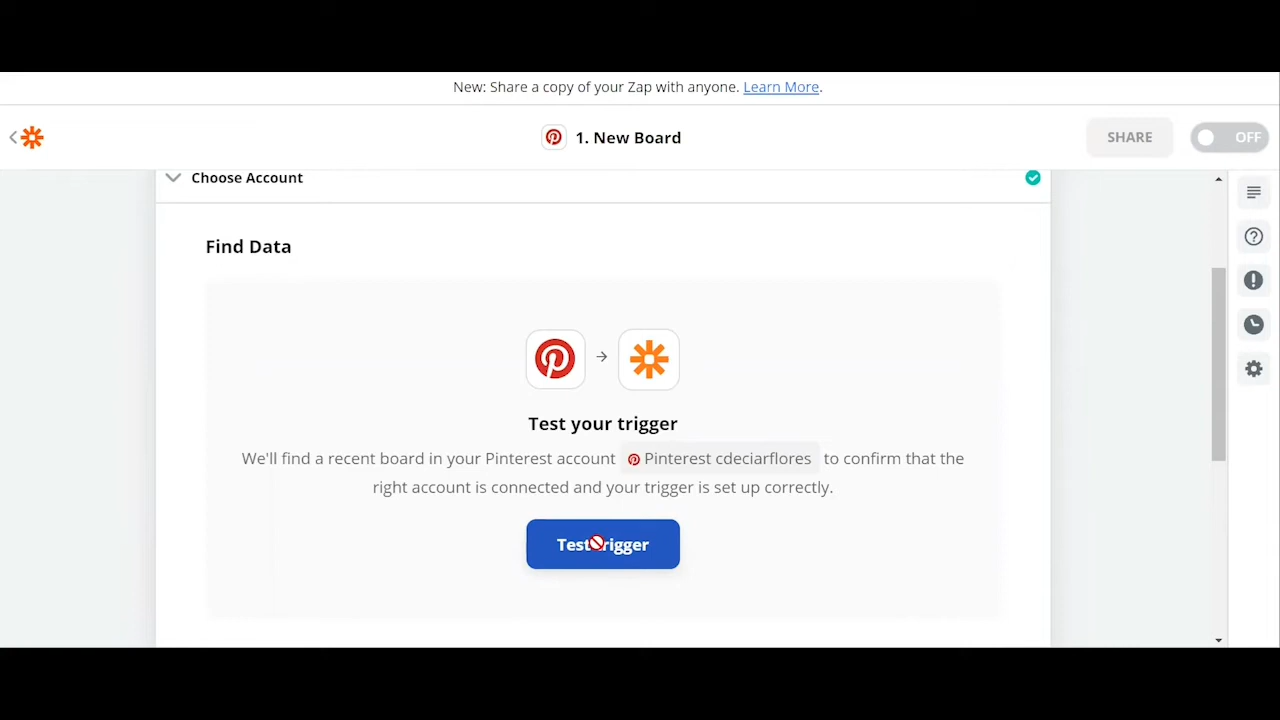 New: Share a copy of your Zap with anyone. Learn More.
1. New Board
SHARE
OFF
Choose Account
Find Data
Test your trigger
We'll find a recent board in your Pinterest account Pinterest cdeciarflores to confirm that the
right account is connected and your trigger is set up correctly.
Test trigger